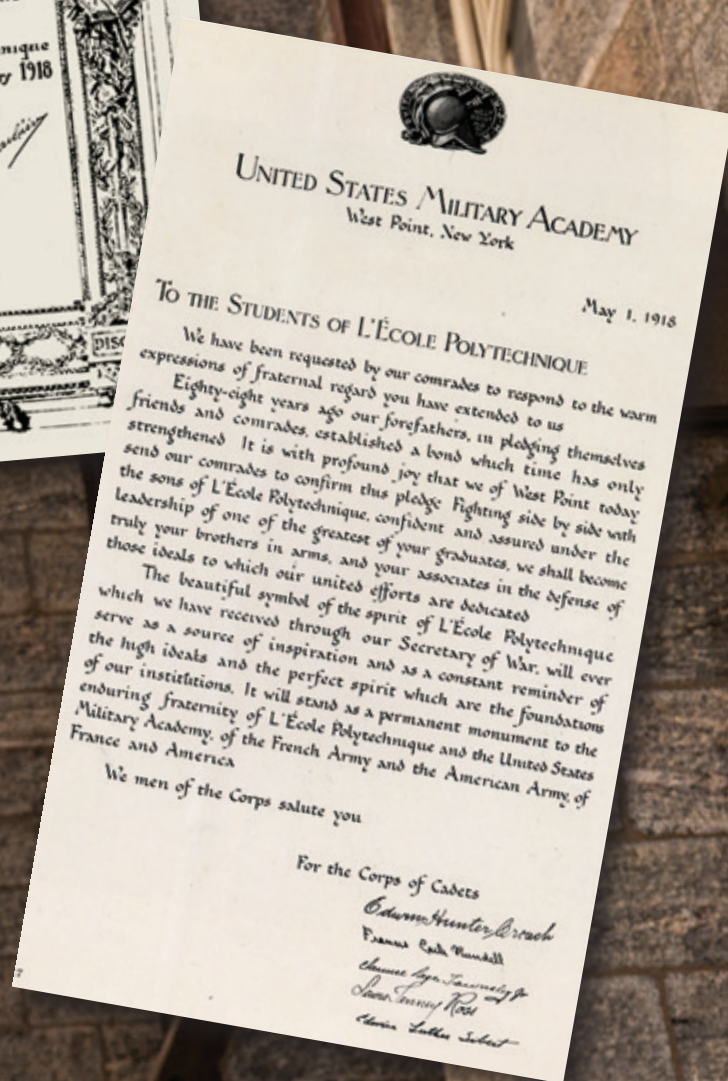 nique
ry 1918
DISC
UNITED STATES MILITARY ACADEMY
West Point, New York
May 1, 1918
TO THE STUDENTS OF L'ÉCOLE POLYTECHNIQUE
We have been requested by our comrades to respond to the warm
expressions of fraternal regard you have extended to us
Eighty-eight years ago our forefathers, in pledging themselves
friends and comrades, established a bond which time has only
strengthened It is with profound joy that we of West Point today
send our comrades to confirm this pledge Fighting side by side with
the sons of L'École Polytechnique, confident and assured under the
leadership of one of the greatest of your graduates, we shall become
truly your brothers in arms, and your associates in the defense of
those ideals to which our united efforts are dedicated
The beautiful symbol of the spirit of L'École Polytechnique
which we have received through our Secretary of War, will ever
serve as a source of inspiration and as a constant reminder of
the high ideals and the perfect spirit which are the foundations
of our institutions. It will stand as a permanent monument to the
enduring fraternity of L'École Polytechnique and the United States
Military Academy, of the French Army and the American Army, of
France and America
We men of the Corps salute you
For the Corps of Cadets
Edwin Hunter
Ross
Luther